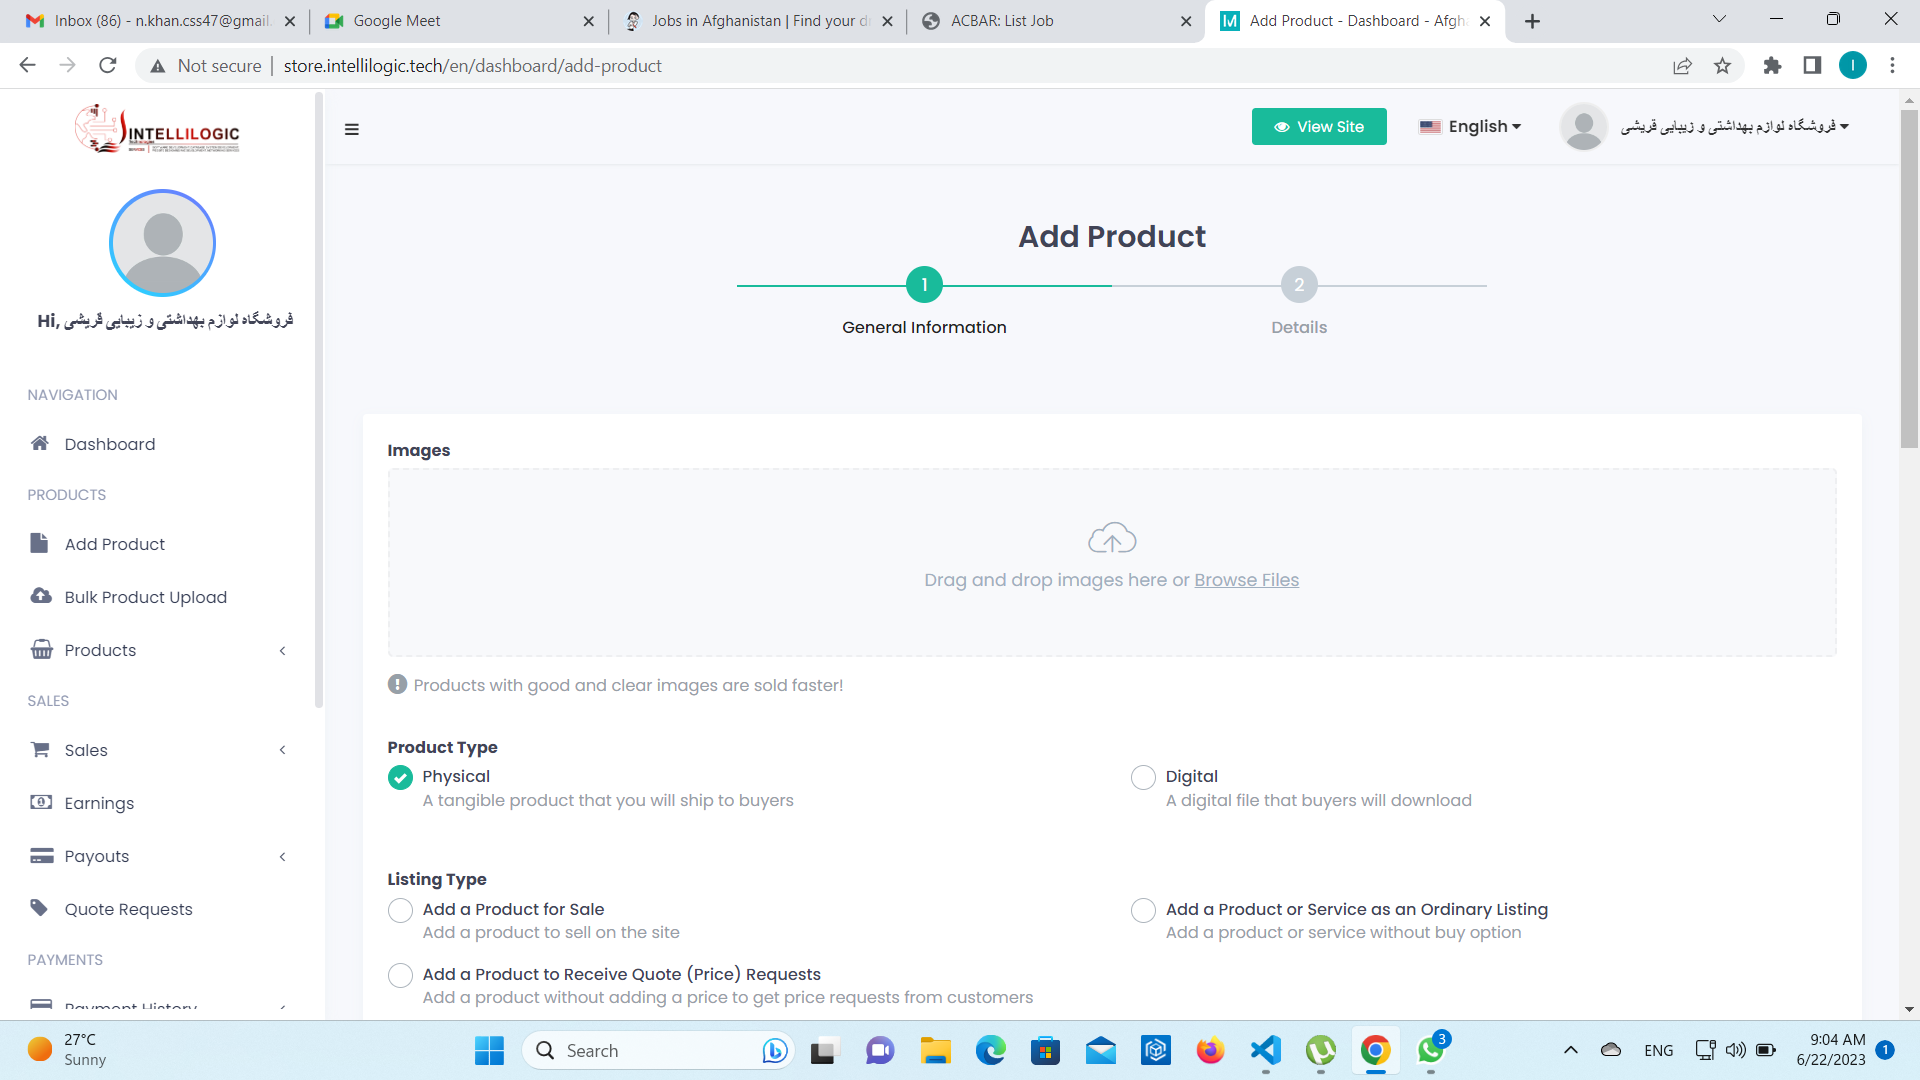 Inbox (86) - n.khan.css47@gmail.
Google Meet
Jobs in Afghanistan | Find your d
ACBAR: List Job
Add Product - Dashboard - Afgh
Not secure | store.intellilogic.tech/en/dashboard/add-product
INTELLILOGIC
View Site
English
فروشگاه لوازم بهداشتی و زیبایی قریشی
Hi, فروشگاه لوازم بهداشتی و زیبایی قریشی
NAVIGATION
Dashboard
PRODUCTS
Add Product
Bulk Product Upload
Products
SALES
Sales
Earnings
Payouts
Quote Requests
PAYMENTS
Payment History
Add Product
1
2
General Information
Details
Images
Drag and drop images here or Browse Files
Products with good and clear images are sold faster!
Product Type
Physical
A tangible product that you will ship to buyers
Digital
A digital file that buyers will download
Listing Type
Add a Product for Sale
Add a product to sell on the site
Add a Product or Service as an Ordinary Listing
Add a product or service without buy option
Add a Product to Receive Quote (Price) Requests
Add a product without adding a price to get price requests from customers
27°C
Sunny
Search
3
ENG
9:04 AM
6/22/2023
1